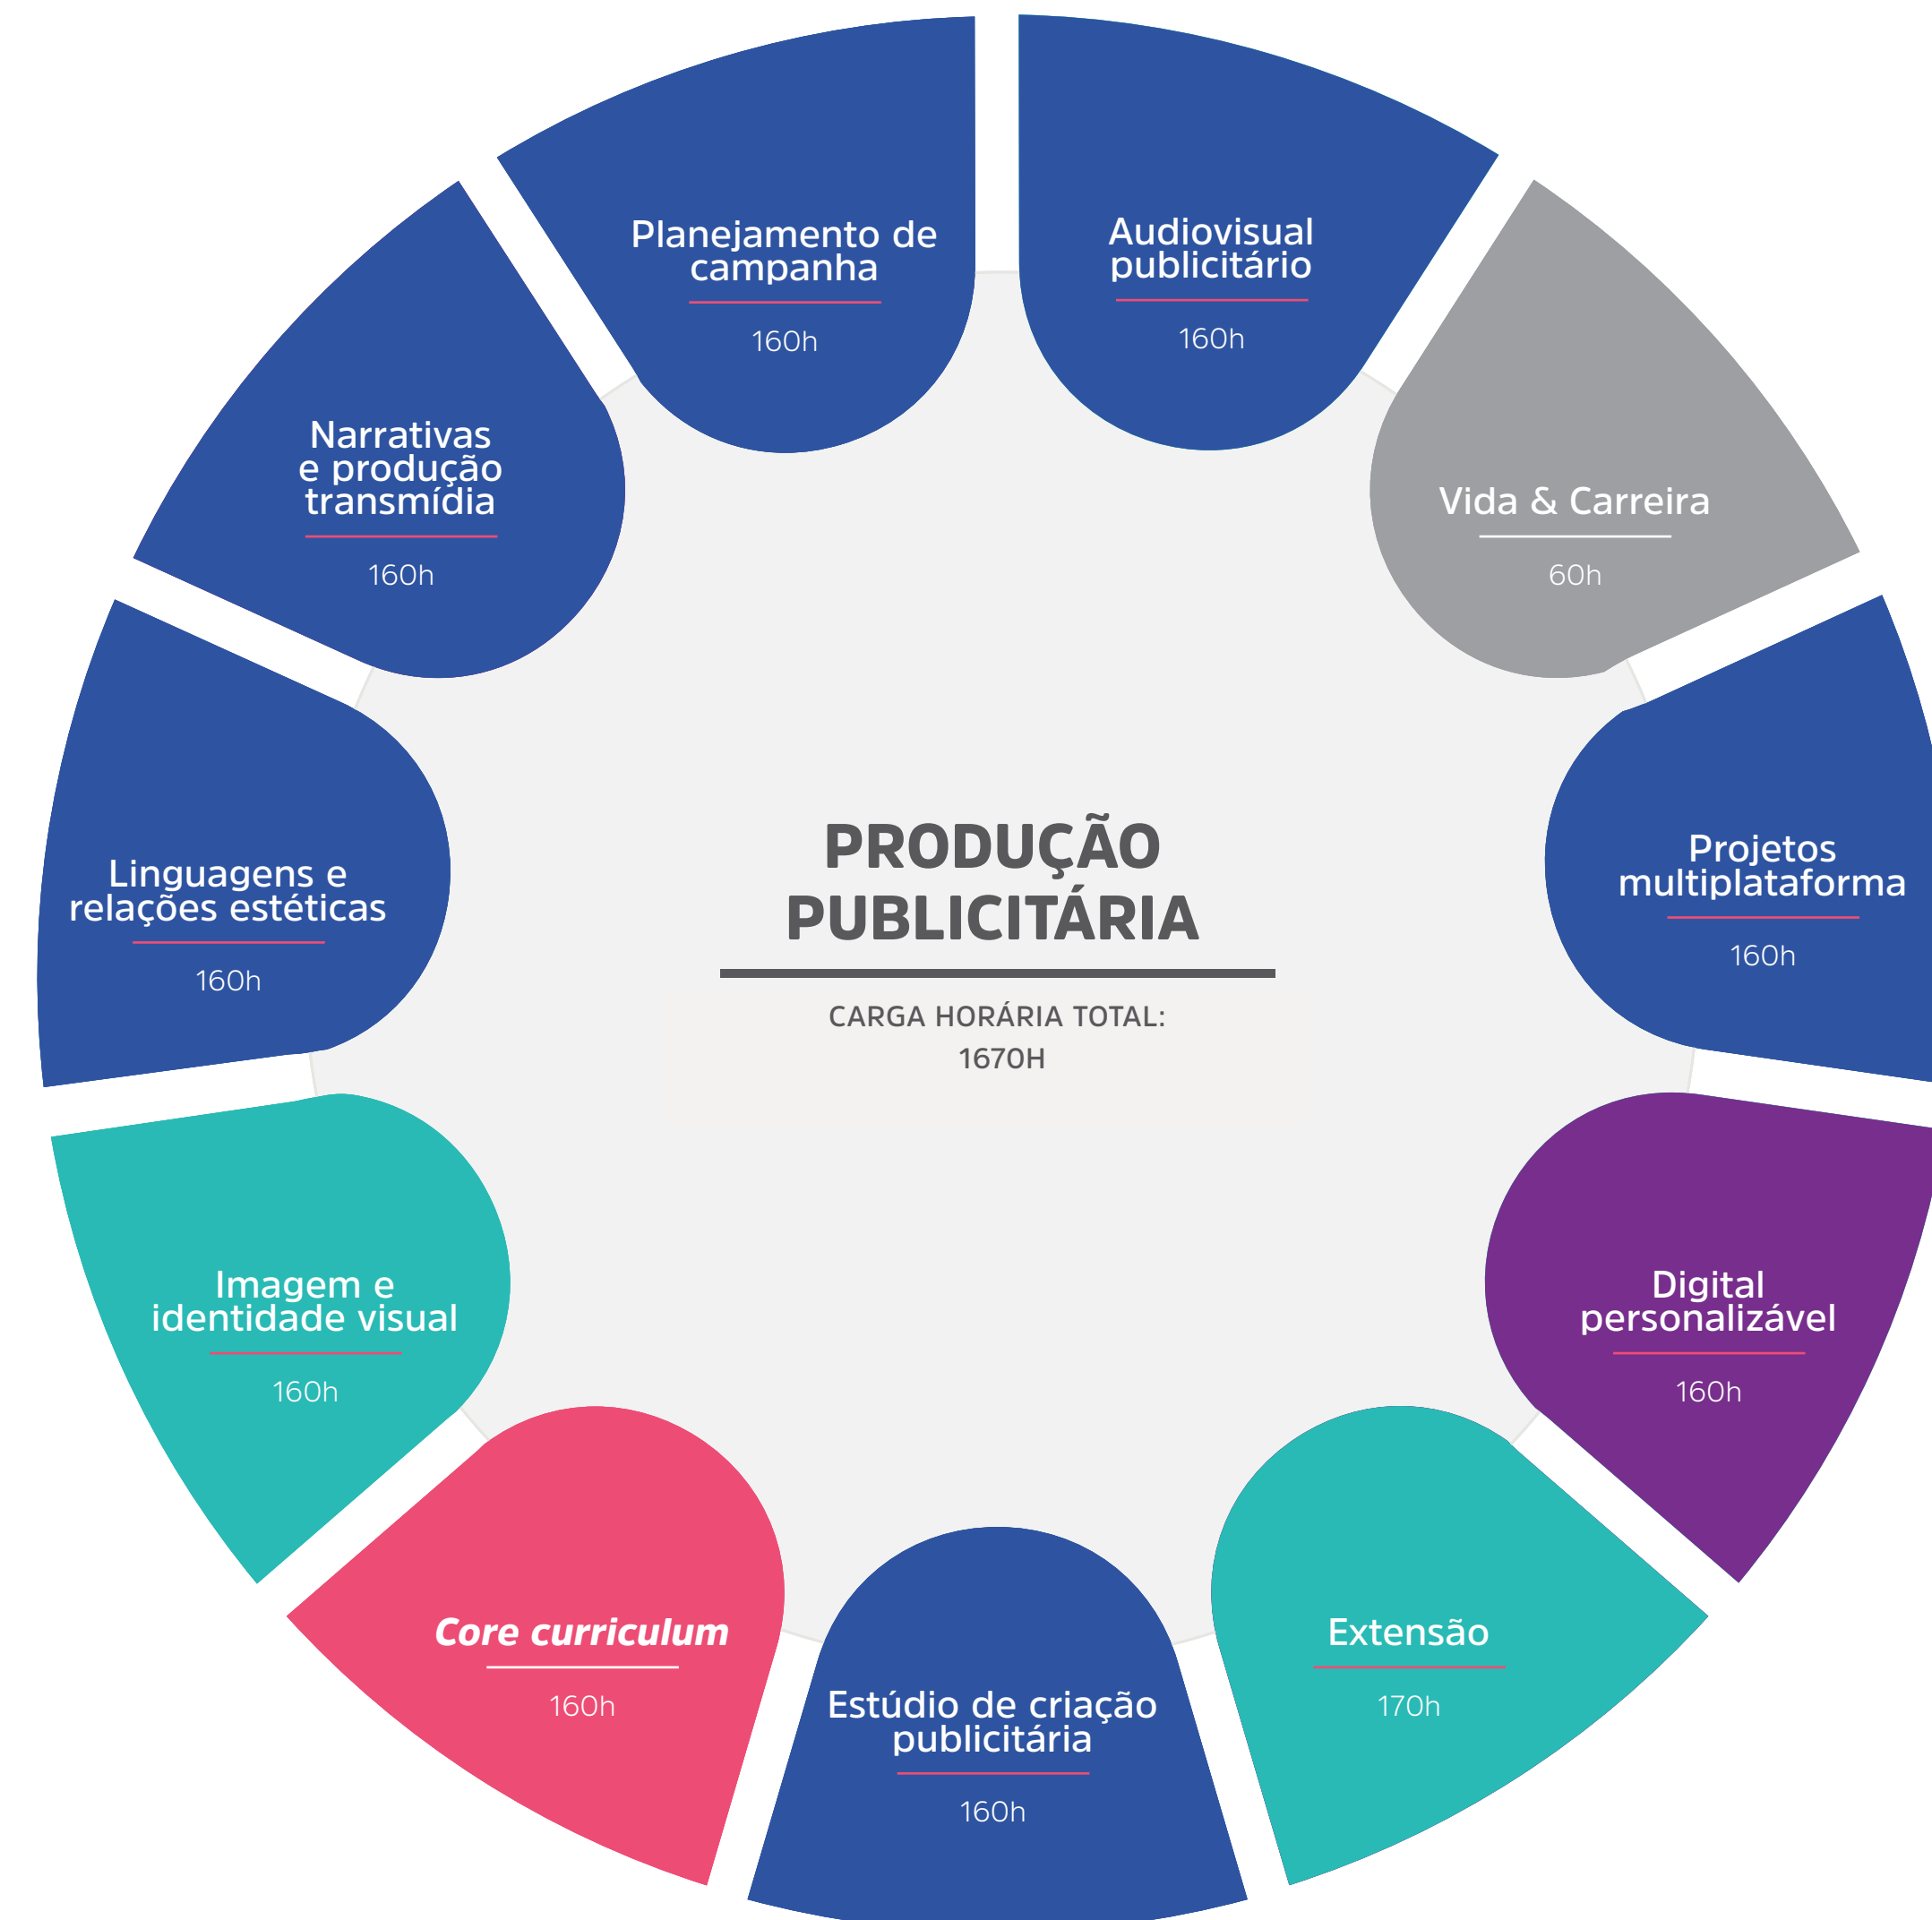 Planejamento de
campanha
160h
Audiovisual
publicitário
160h
Narrativas
e produção
transmídia
160h
Vida & Carreira
60h
Linguagens e
relações estéticas
160h
PRODUÇÃO
PUBLICITÁRIA
CARGA HORÁRIA TOTAL:
1670H
Projetos
multiplataforma
160h
Imagem e
identidade visual
160h
Digital
personalizável
160h
Core curriculum
160h
Estúdio de criação
publicitária
160h
Extensão
170h